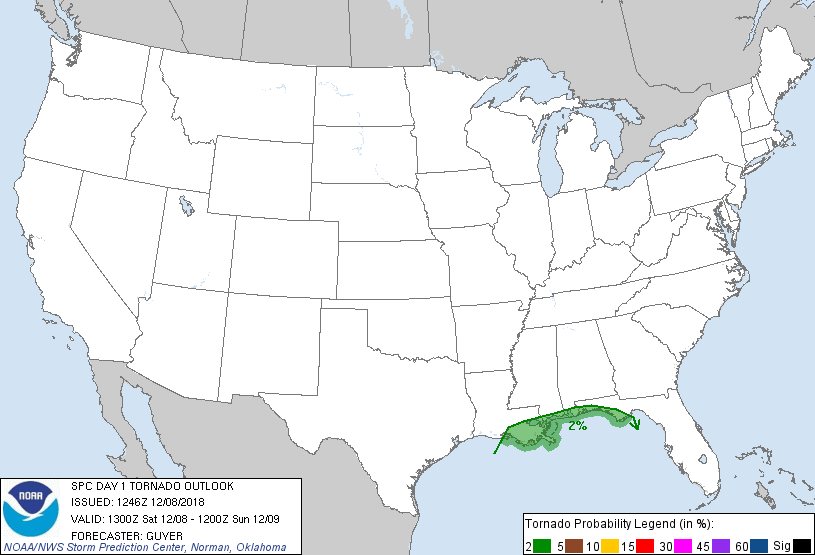 2%
SPC DAY 1 TORNADO OUTLOOK
ISSUED: 1246Z 12/08/2018
VALID: 1300Z Sat 12/08 - 1200Z Sun 12/09
FORECASTER: GUYER
NOAA/NWS Storm Prediction Center, Norman, Oklahoma
NOAA
Tornado Probability Legend (in %):
2 5 10 15 30 45 60 Sig